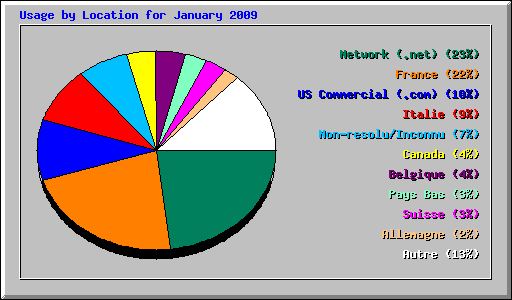 Usage by Location for January 2009
Network (.net) (23%)
France (22%)
US Commercial (.com) (10%)
Italie (9%)
Non-resolu/Inconnu (7%)
Canada (4%)
Belgique (4%)
Pays Bas (3%)
Suisse (3%)
Allemagne (2%)
Autre (13%)